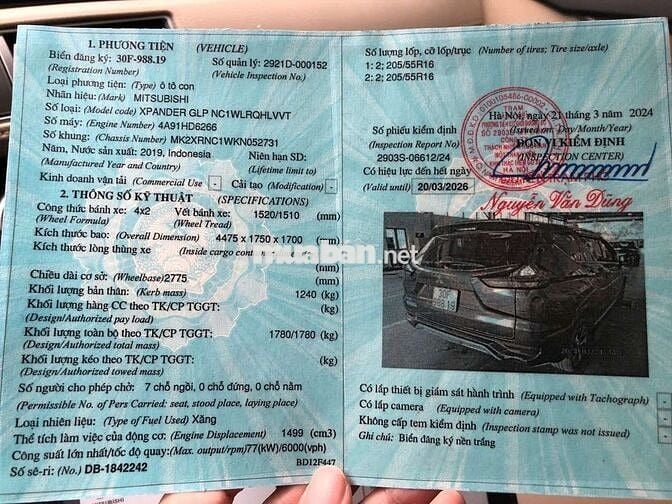 1. PHƯƠNG TIỆN (VEHICLE)
Biển đăng ký: 30F-988.19 Số quản lý: 2921D-000152
(Registration Number) (Vehicle Inspection No.)
Loại phương tiện: (Type) ô tô con
Nhãn hiệu: (Mark) MITSUBISHI
Số loại: (Model code) XPANDER GLP NC1WLRQHLVVT
Số máy: (Engine Number) 4A91HD6266
Số khung: (Chassis Number) MK2XRNC1WKN052731
Năm, Nước sản xuất: 2019, Indonesia Niên hạn SD:
(Manufactured Year and Country) (Lifetime limit to)
Kinh doanh vận tải (Commercial Use) - Cải tạo (Modification) -
2. THÔNG SỐ KỸ THUẬT (SPECIFICATIONS)
Công thức bánh xe: 4x2 Vết bánh xe: 1520/1510 (mm)
(Wheel Formula) (Wheel Tread)
Kích thước bao: (Overall Dimension) 4475 x 1750 x 1700 (mm)
Kích thước lòng thùng xe (Inside cargo cont
(mm)
Chiều dài cơ sở: (Wheelbase) 2775 (mm)
Khối lượng bản thân: (Kerb mass) 1240 (kg)
Khối lượng hàng CC theo TK/CP TGGT: (kg)
(Design/Authorized pay load)
Khối lượng toàn bộ theo TK/CP TGGT: 1780/1780 (kg)
(Design/Authorized total mass)
Khối lượng kéo theo TK/CP TGGT: (kg)
(Design/Authorized towed mass)
Số người cho phép chở: 7 chỗ ngồi, 0 chỗ đứng, 0 chỗ nằm
(Permissible No. of Pers Carried: seat, stood place, laying place)
Loại nhiên liệu: (Type of Fuel Used) Xăng
Thể tích làm việc của động cơ: (Engine Displacement) 1499 (cm3)
Công suất lớn nhất/tốc độ quay: (Max. output/rpm) 77(kW)/6000(vph)
Số sê-ri: (No.) DB-1842242 BD12F447
Số lượng lốp, cỡ lốp/trục (Number of tires; Tire size/axle)
1: 2; 205/55R16
2: 2; 205/55R16
Hà Nội, ngày 21 tháng 3 năm 2024
(Issued on: Day/Month/Year)
Số phiếu kiểm định ĐƠN VỊ KIỂM ĐỊNH
(Inspection Report No) (INSPECTION CENTER)
2903S-06612/24
Có hiệu lực đến hết ngày
(Valid until) 20/03/2026
Nguyễn Văn Dũng
muaban.net
30F
988.19
Có lắp thiết bị giám sát hành trình (Equipped with Tachograph) -
Có lắp camera (Equipped with camera) -
Không cấp tem kiểm định (Inspection stamp was not issued) -
Ghi chú: Biển đăng ký nền trắng